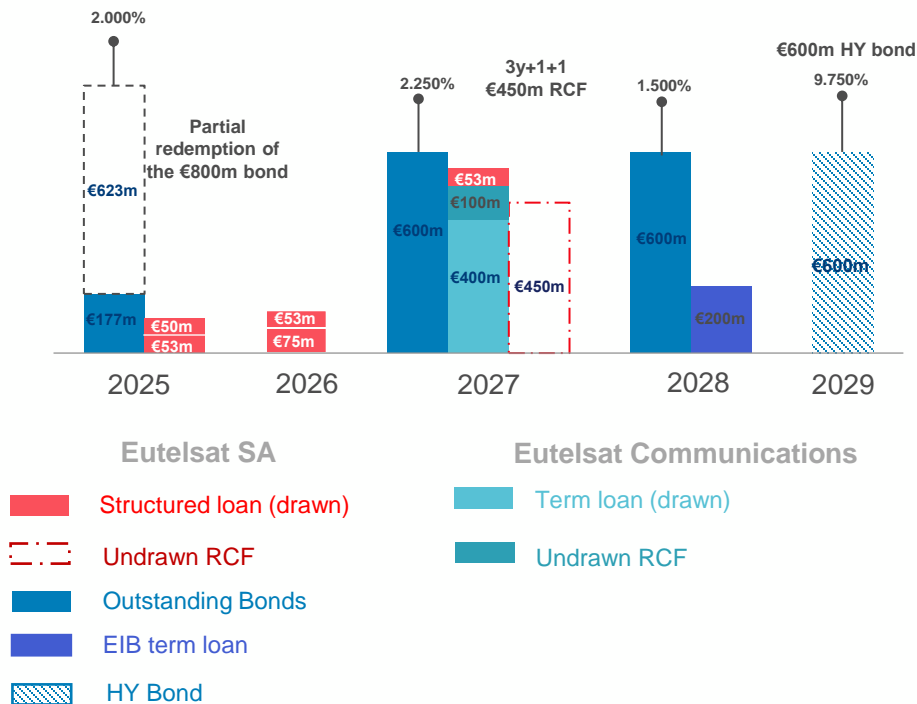 2.000%
Partial
redemption of
the €800m bond
€623m
€177m
€50m
€53m
€53m
€75m
2.250%
3y+1+1
€450m RCF
€600m
€53m
€100m
€400m
€450m
1.500%
€600m
€200m
€600m HY bond
9.750%
€600m
2025
2026
2027
2028
2029
Eutelsat SA
Structured loan (drawn)
Undrawn RCF
Outstanding Bonds
EIB term loan
HY Bond
Eutelsat Communications
Term loan (drawn)
Undrawn RCF